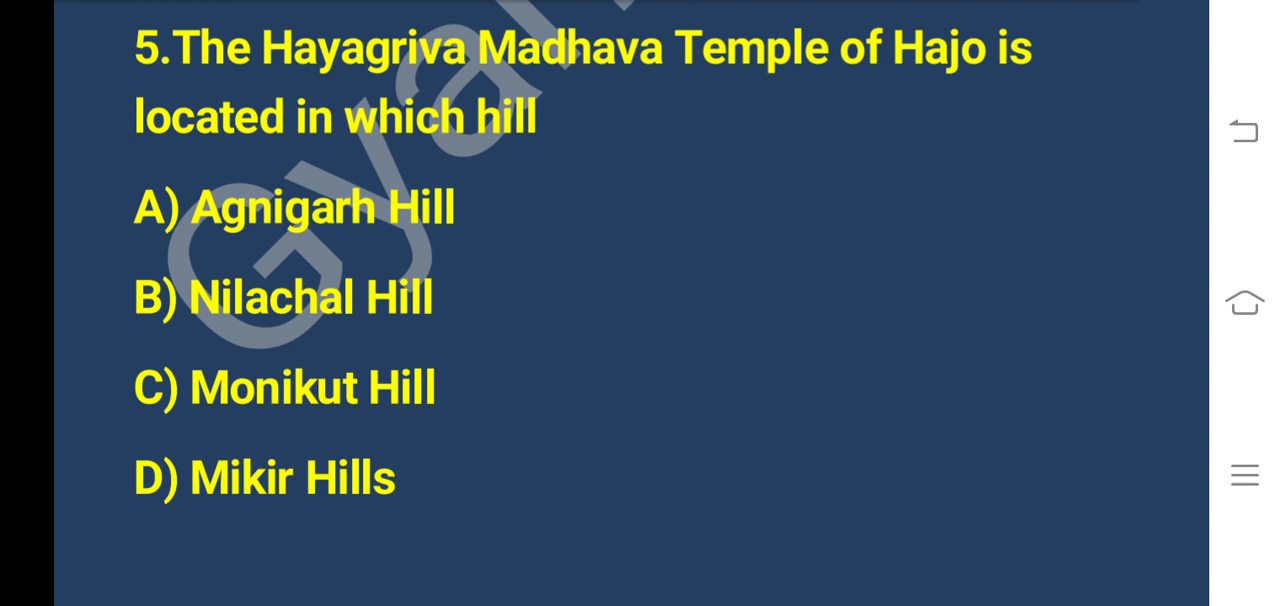 5.The Hayagriva Madhava Temple of Hajo is
located in which hill
A) Agnigarh Hill
B) Nilachal Hill
C) Monikut Hill
D) Mikir Hills
Gyan